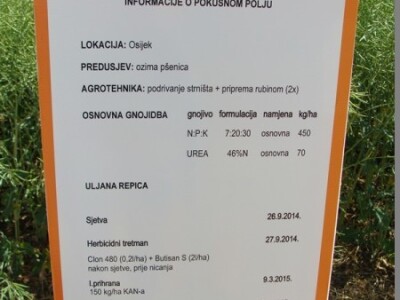 INFORMACIJE O POKUSNOM POLJU
LOKACIJA: Osijek
PREDUSJEV: ozima pšenica
AGROTEHNIKA: podrivanje strništa + priprema rubinom (2x)
OSNOVNA GNOJIDBA gnojivo formulacija namjena kg/ha
N:P:K 7:20:30 osnovna 450
UREA 46%N osnovna 70
ULJANA REPICA
Sjetva 26.9.2014.
Herbicidni tretman 27.9.2014.
Clon 480 (0,2l/ha) + Butisan S (2l/ha)
nakon sjetve, prije nicanja
I.prihrana 9.3.2015.
150 kg/ha KAN-a